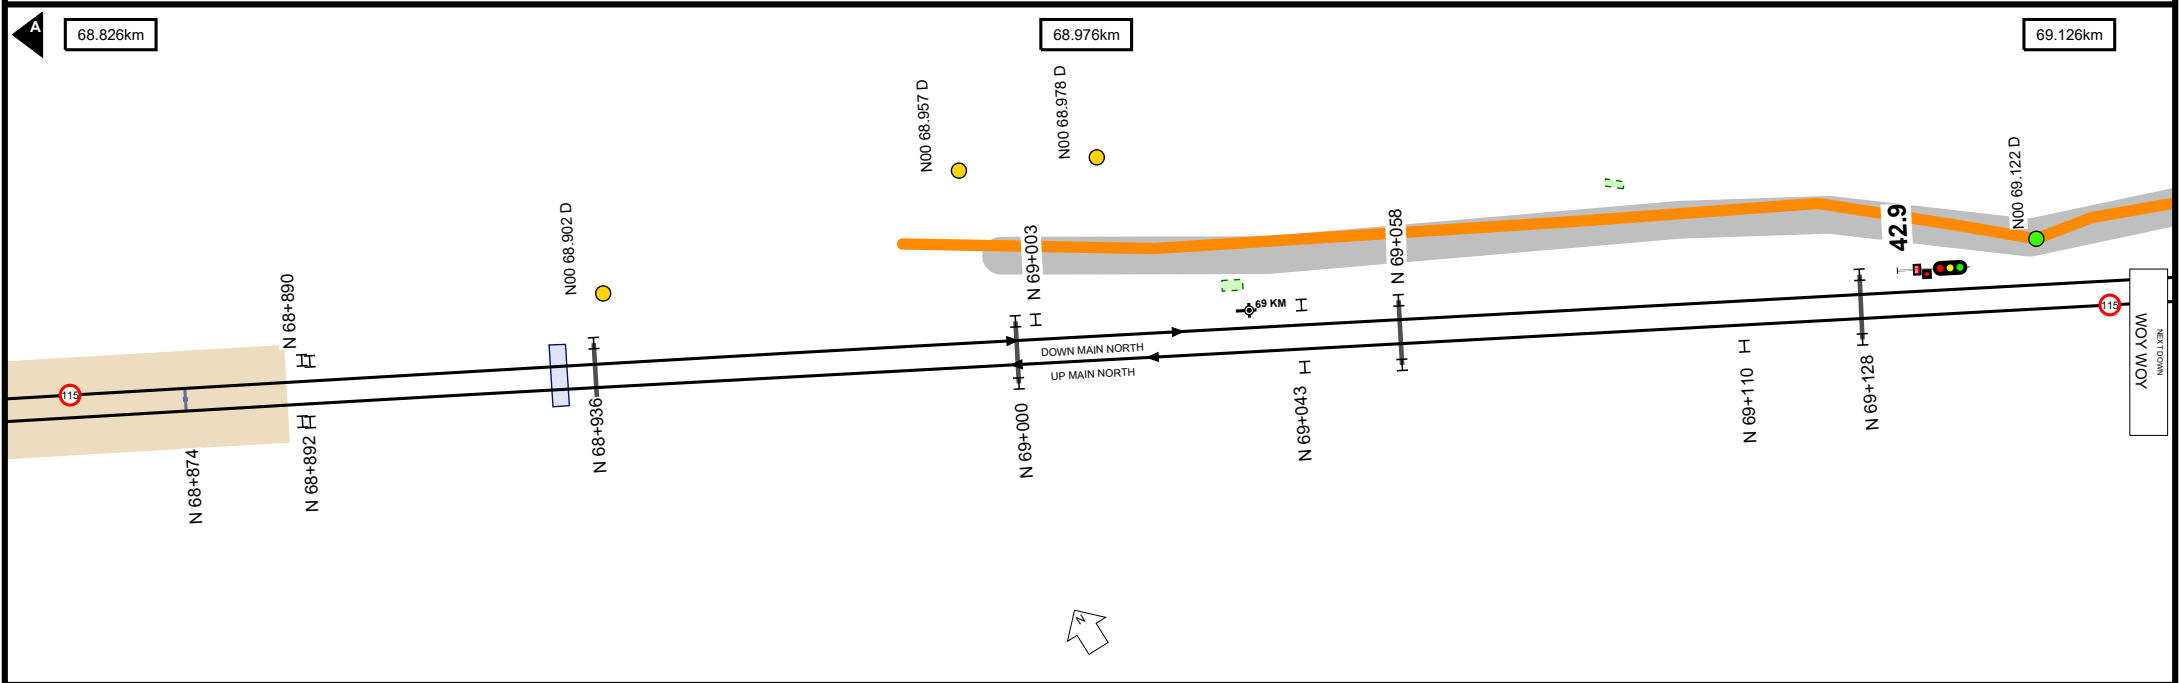 A
68.826km
68.976km
69.126km
N00 68.902 D
N00 68.957 D
N00 68.978 D
N00 69.122 D
N 68+890
N 69+003
N 69+058
42.9
69 KM
115
DOWN MAIN NORTH
UP MAIN NORTH
115
N 68+874
N 68+892
N 68+936
N 69+000
N 69+043
N 69+110
N 69+128
NEXT DOWN
WOY WOY
N